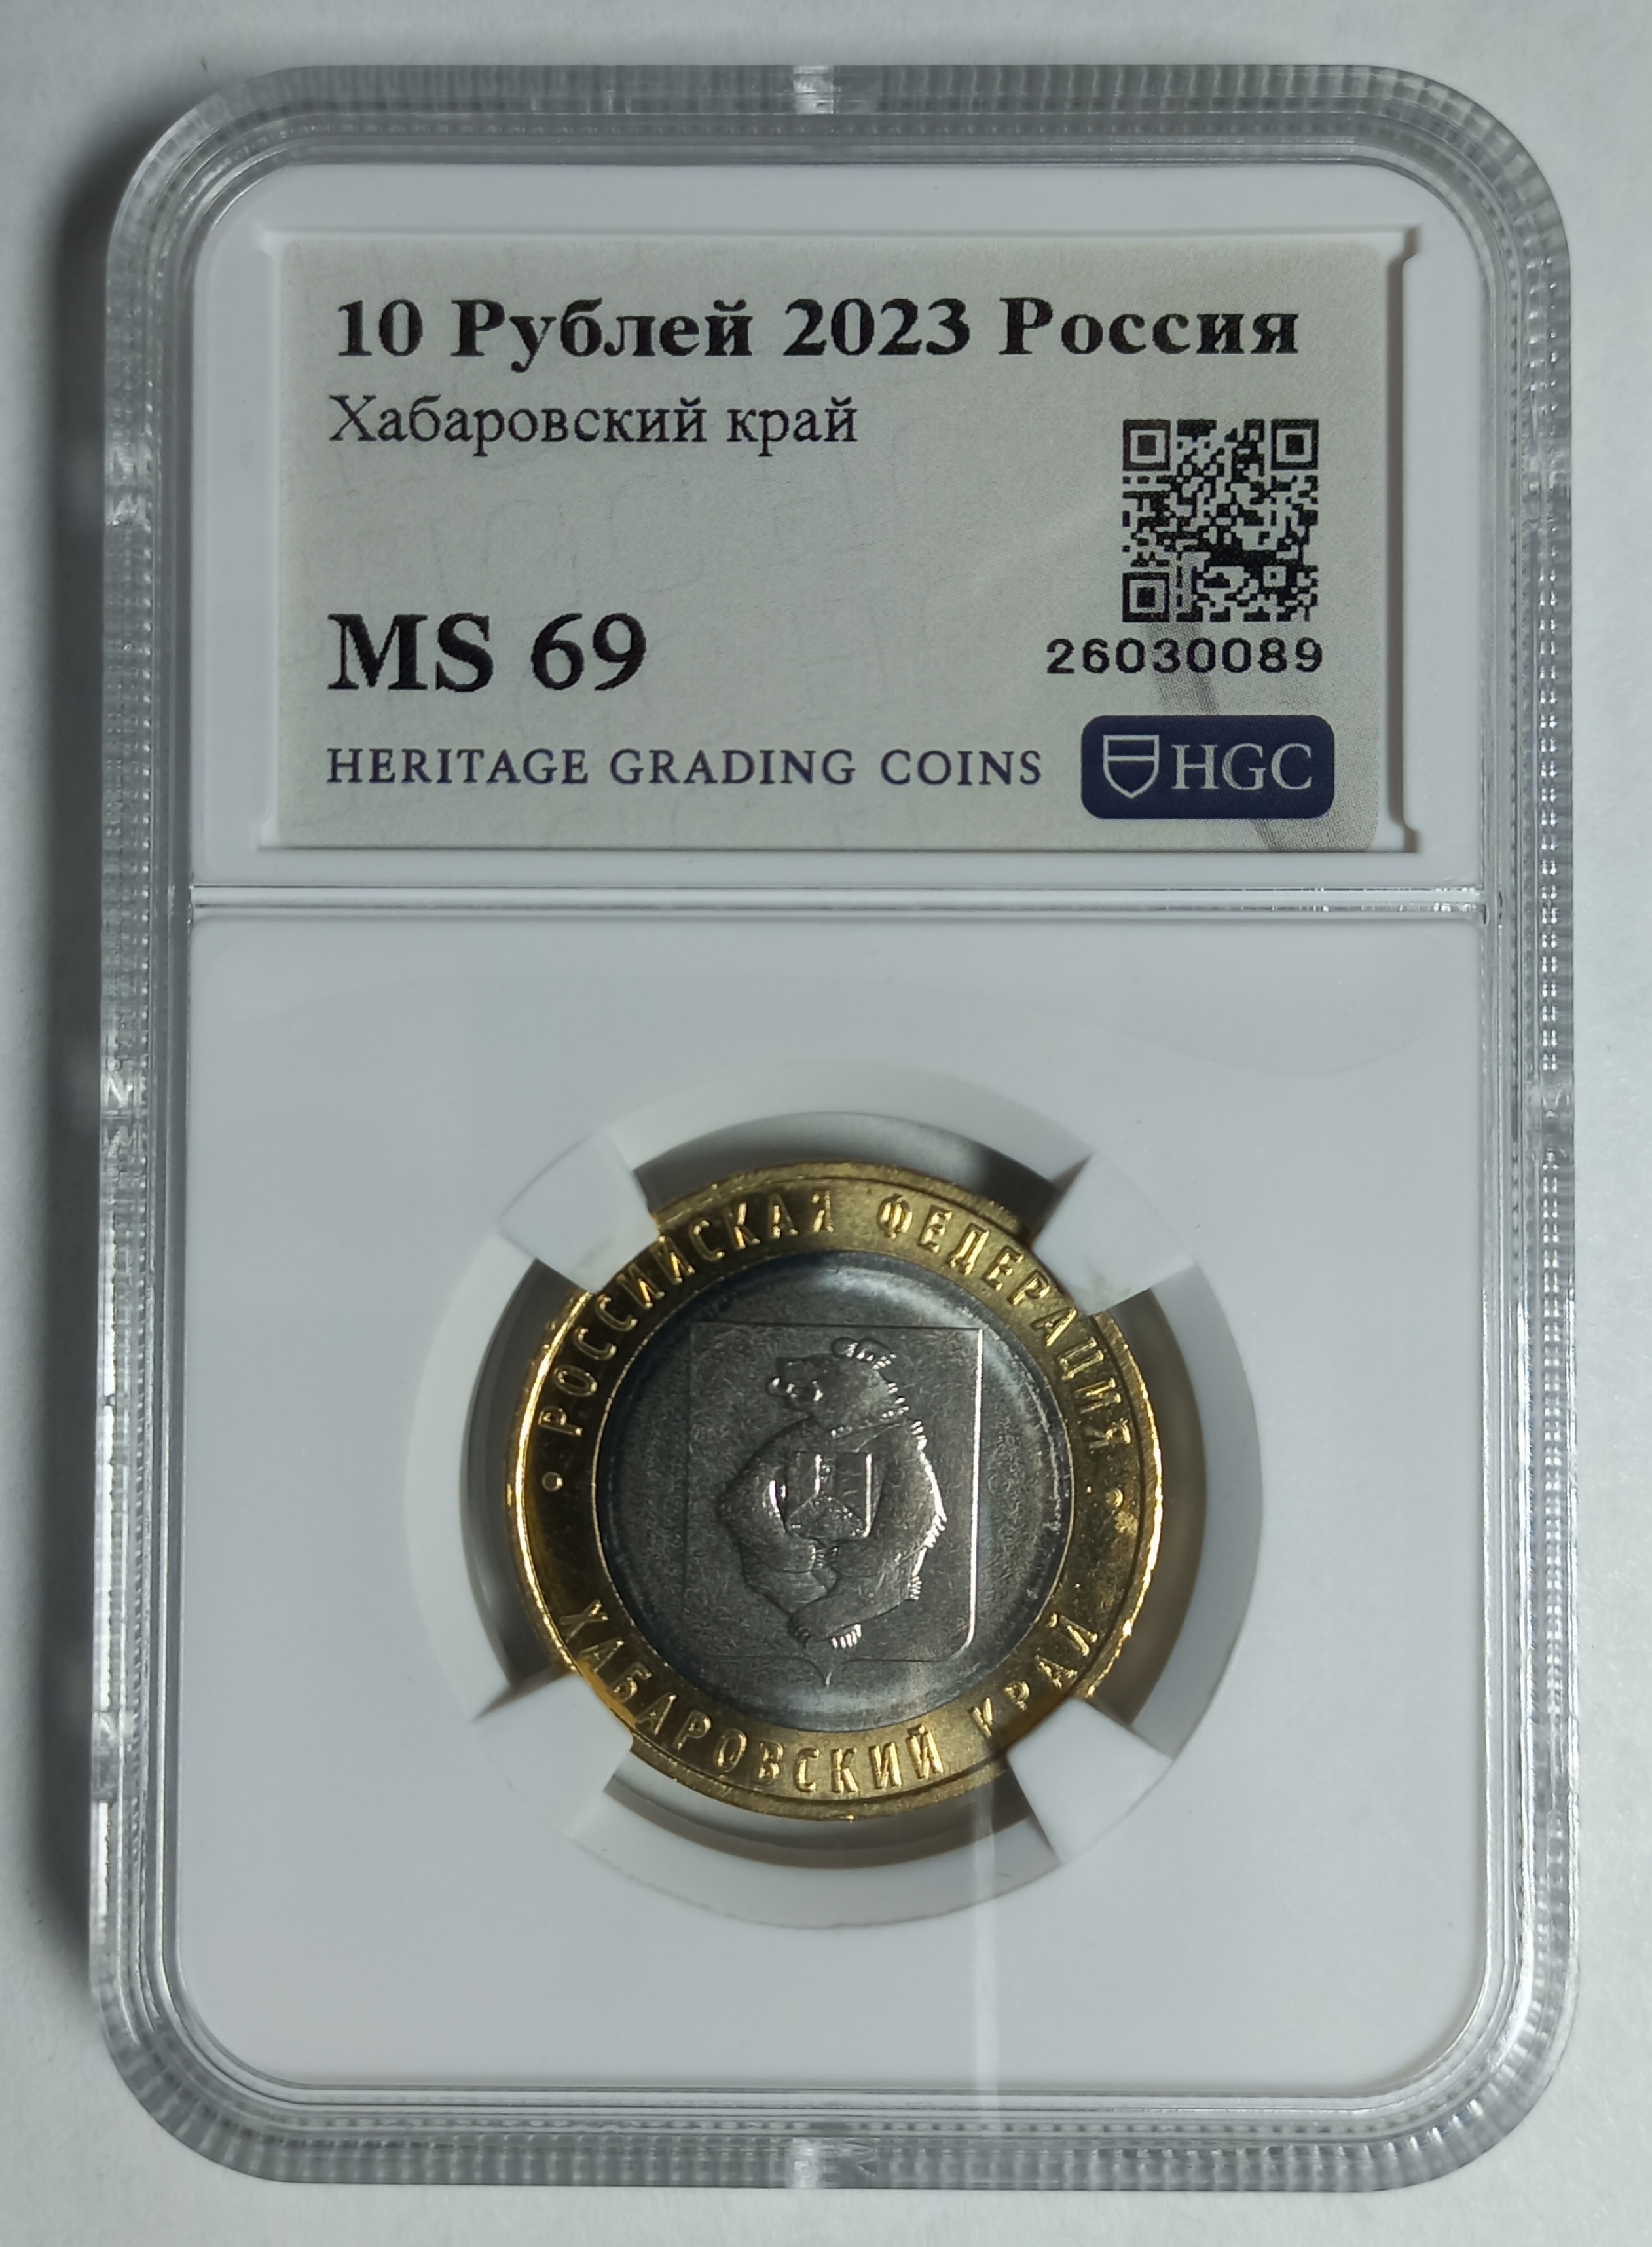 10 Рублей 2023 Россия
Хабаровский край
MS 69
26030089
HERITAGE GRADING COINS
HGC
• РОССИЙСКАЯ ФЕДЕРАЦИЯ •
ХАБАРОВСКИЙ КРАЙ